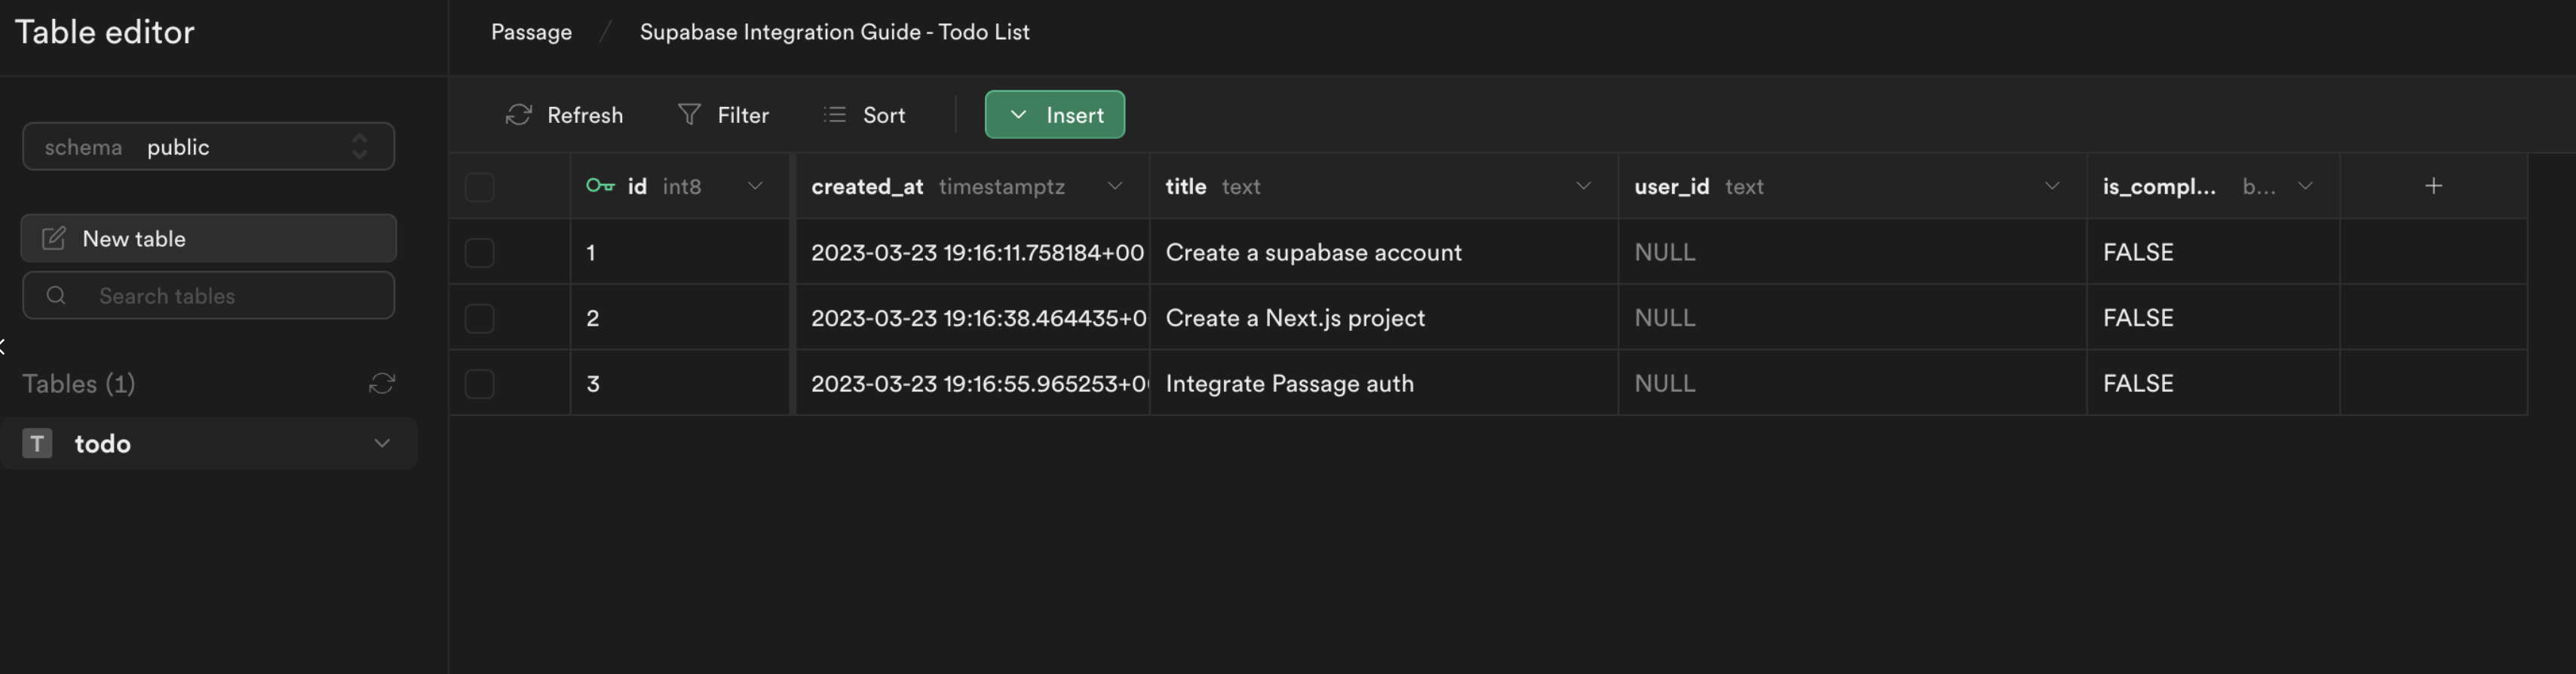 Table editor
Passage / Supabase Integration Guide - Todo List
schema public
New table
Search tables
Tables (1)
T todo
Refresh Filter Sort Insert
id int8 created_at timestamptz title text user_id text is_compl... b... +
1 2023-03-23 19:16:11.758184+00 Create a supabase account NULL FALSE
2 2023-03-23 19:16:38.464435+0 Create a Next.js project NULL FALSE
3 2023-03-23 19:16:55.965253+0 Integrate Passage auth NULL FALSE